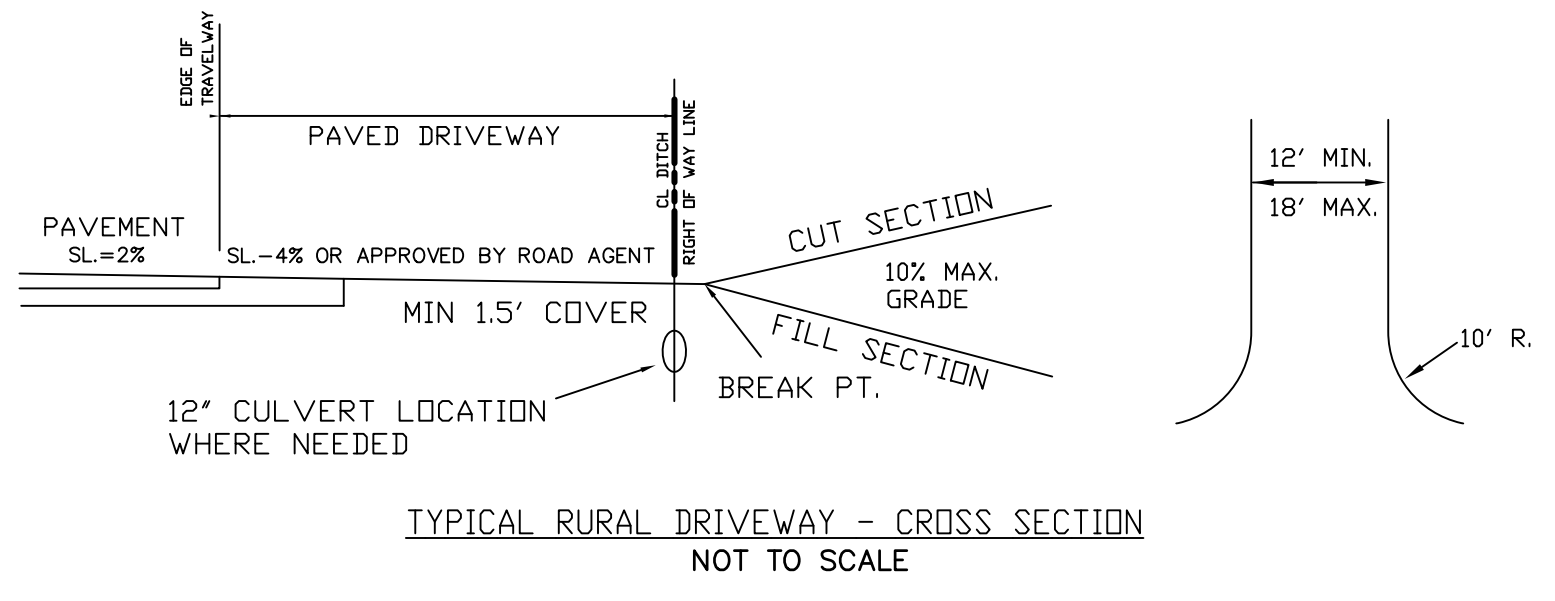 EDGE OF
TRAVELWAY
PAVED DRIVEWAY
CL DITCH
RIGHT OF WAY LINE
PAVEMENT
SL.=2%
SL.-4% OR APPROVED BY ROAD AGENT
MIN 1.5' COVER
CUT SECTION
10% MAX.
GRADE
FILL SECTION
BREAK PT.
12" CULVERT LOCATION
WHERE NEEDED
12' MIN.
18' MAX.
10' R.
TYPICAL RURAL DRIVEWAY - CROSS SECTION
NOT TO SCALE